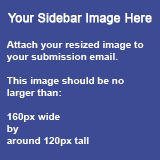 Your Sidebar Image Here
Attach your resized image to
your submission email.
This image should be no
larger than:
160px wide
by
around 120px tall